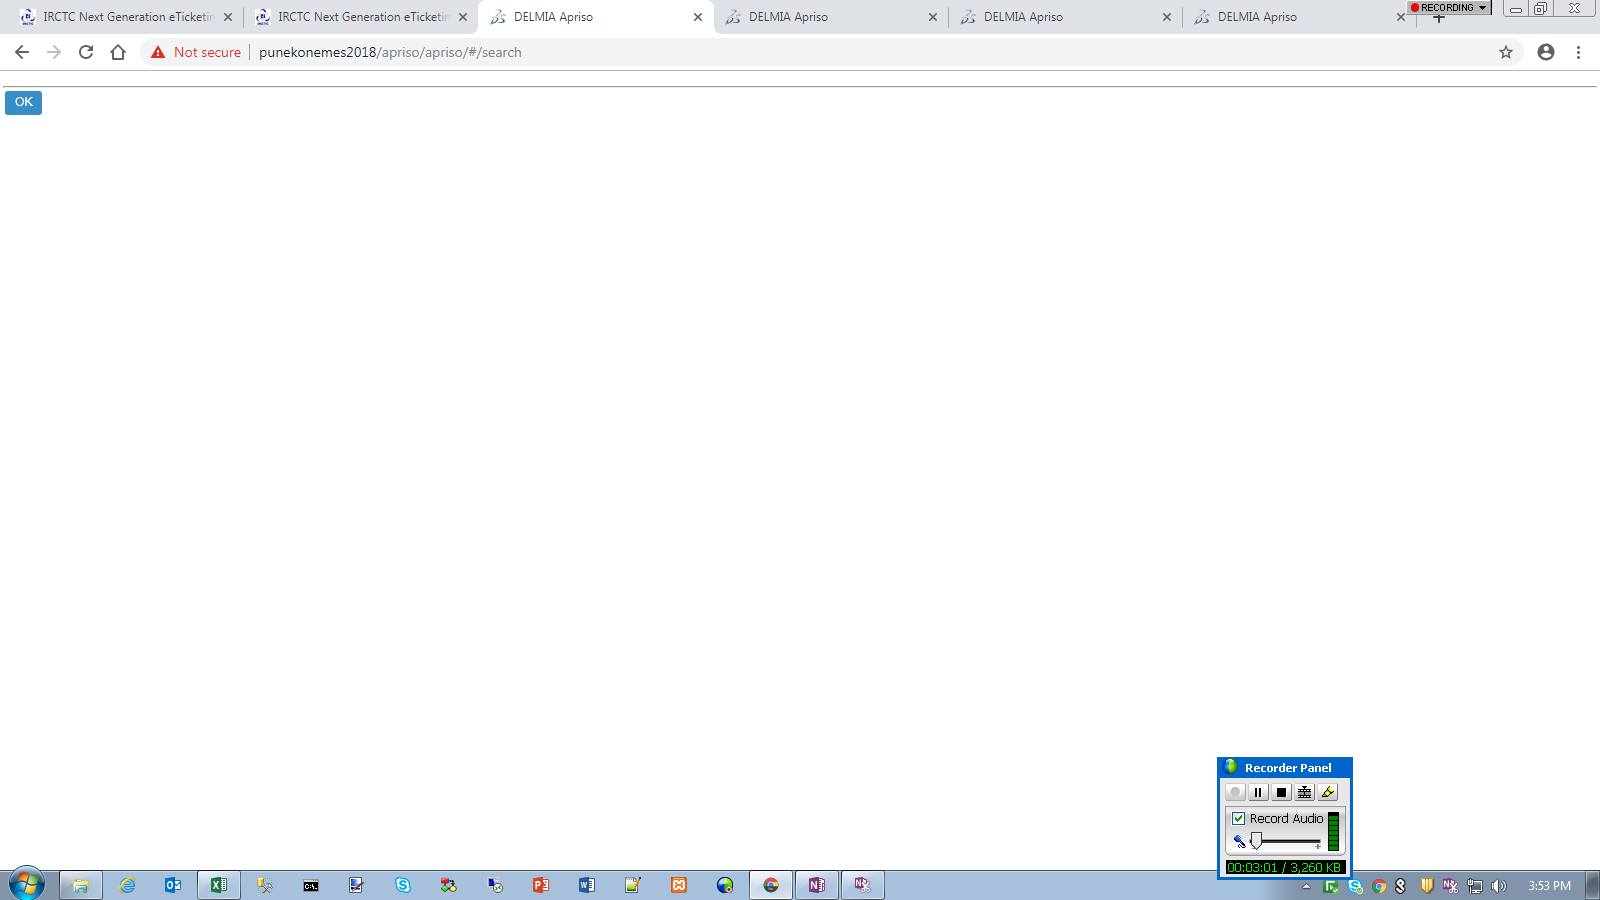 IRCTC Next Generation eTicketin
IRCTC Next Generation eTicketin
DELMIA Apriso
DELMIA Apriso
DELMIA Apriso
DELMIA Apriso
RECORDING
Not secure
punekonemes2018/apriso/apriso/#/search
OK
Recorder Panel
Record Audio
00:03:01 / 3,260 KB
3:53 PM